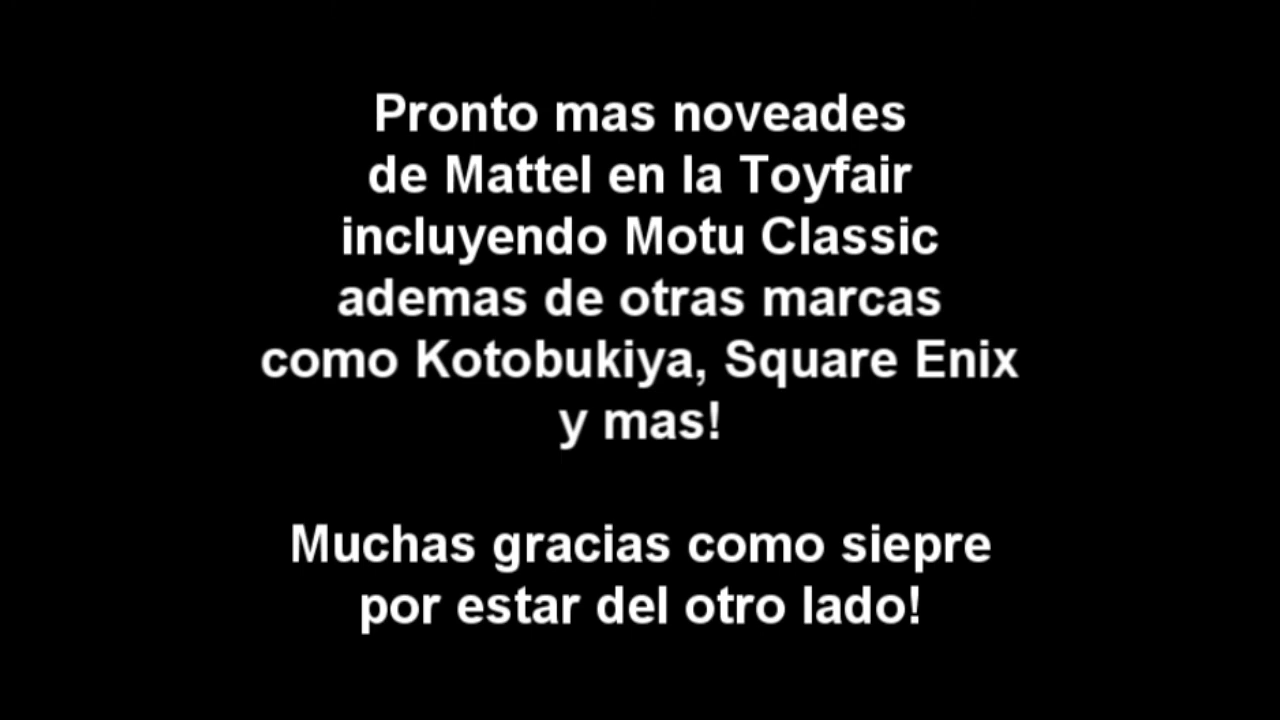 Pronto mas noveades
de Mattel en la Toyfair
incluyendo Motu Classic
ademas de otras marcas
como Kotobukiya, Square Enix
y mas!
Muchas gracias como siepre
por estar del otro lado!